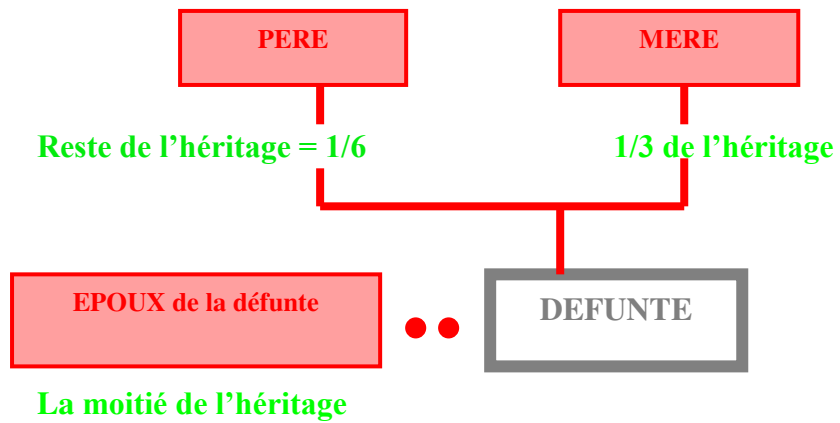 PERE
MERE
Reste de l’héritage = 1/6
1/3 de l’héritage
EPOUX de la défunte
DEFUNTE
La moitié de l’héritage